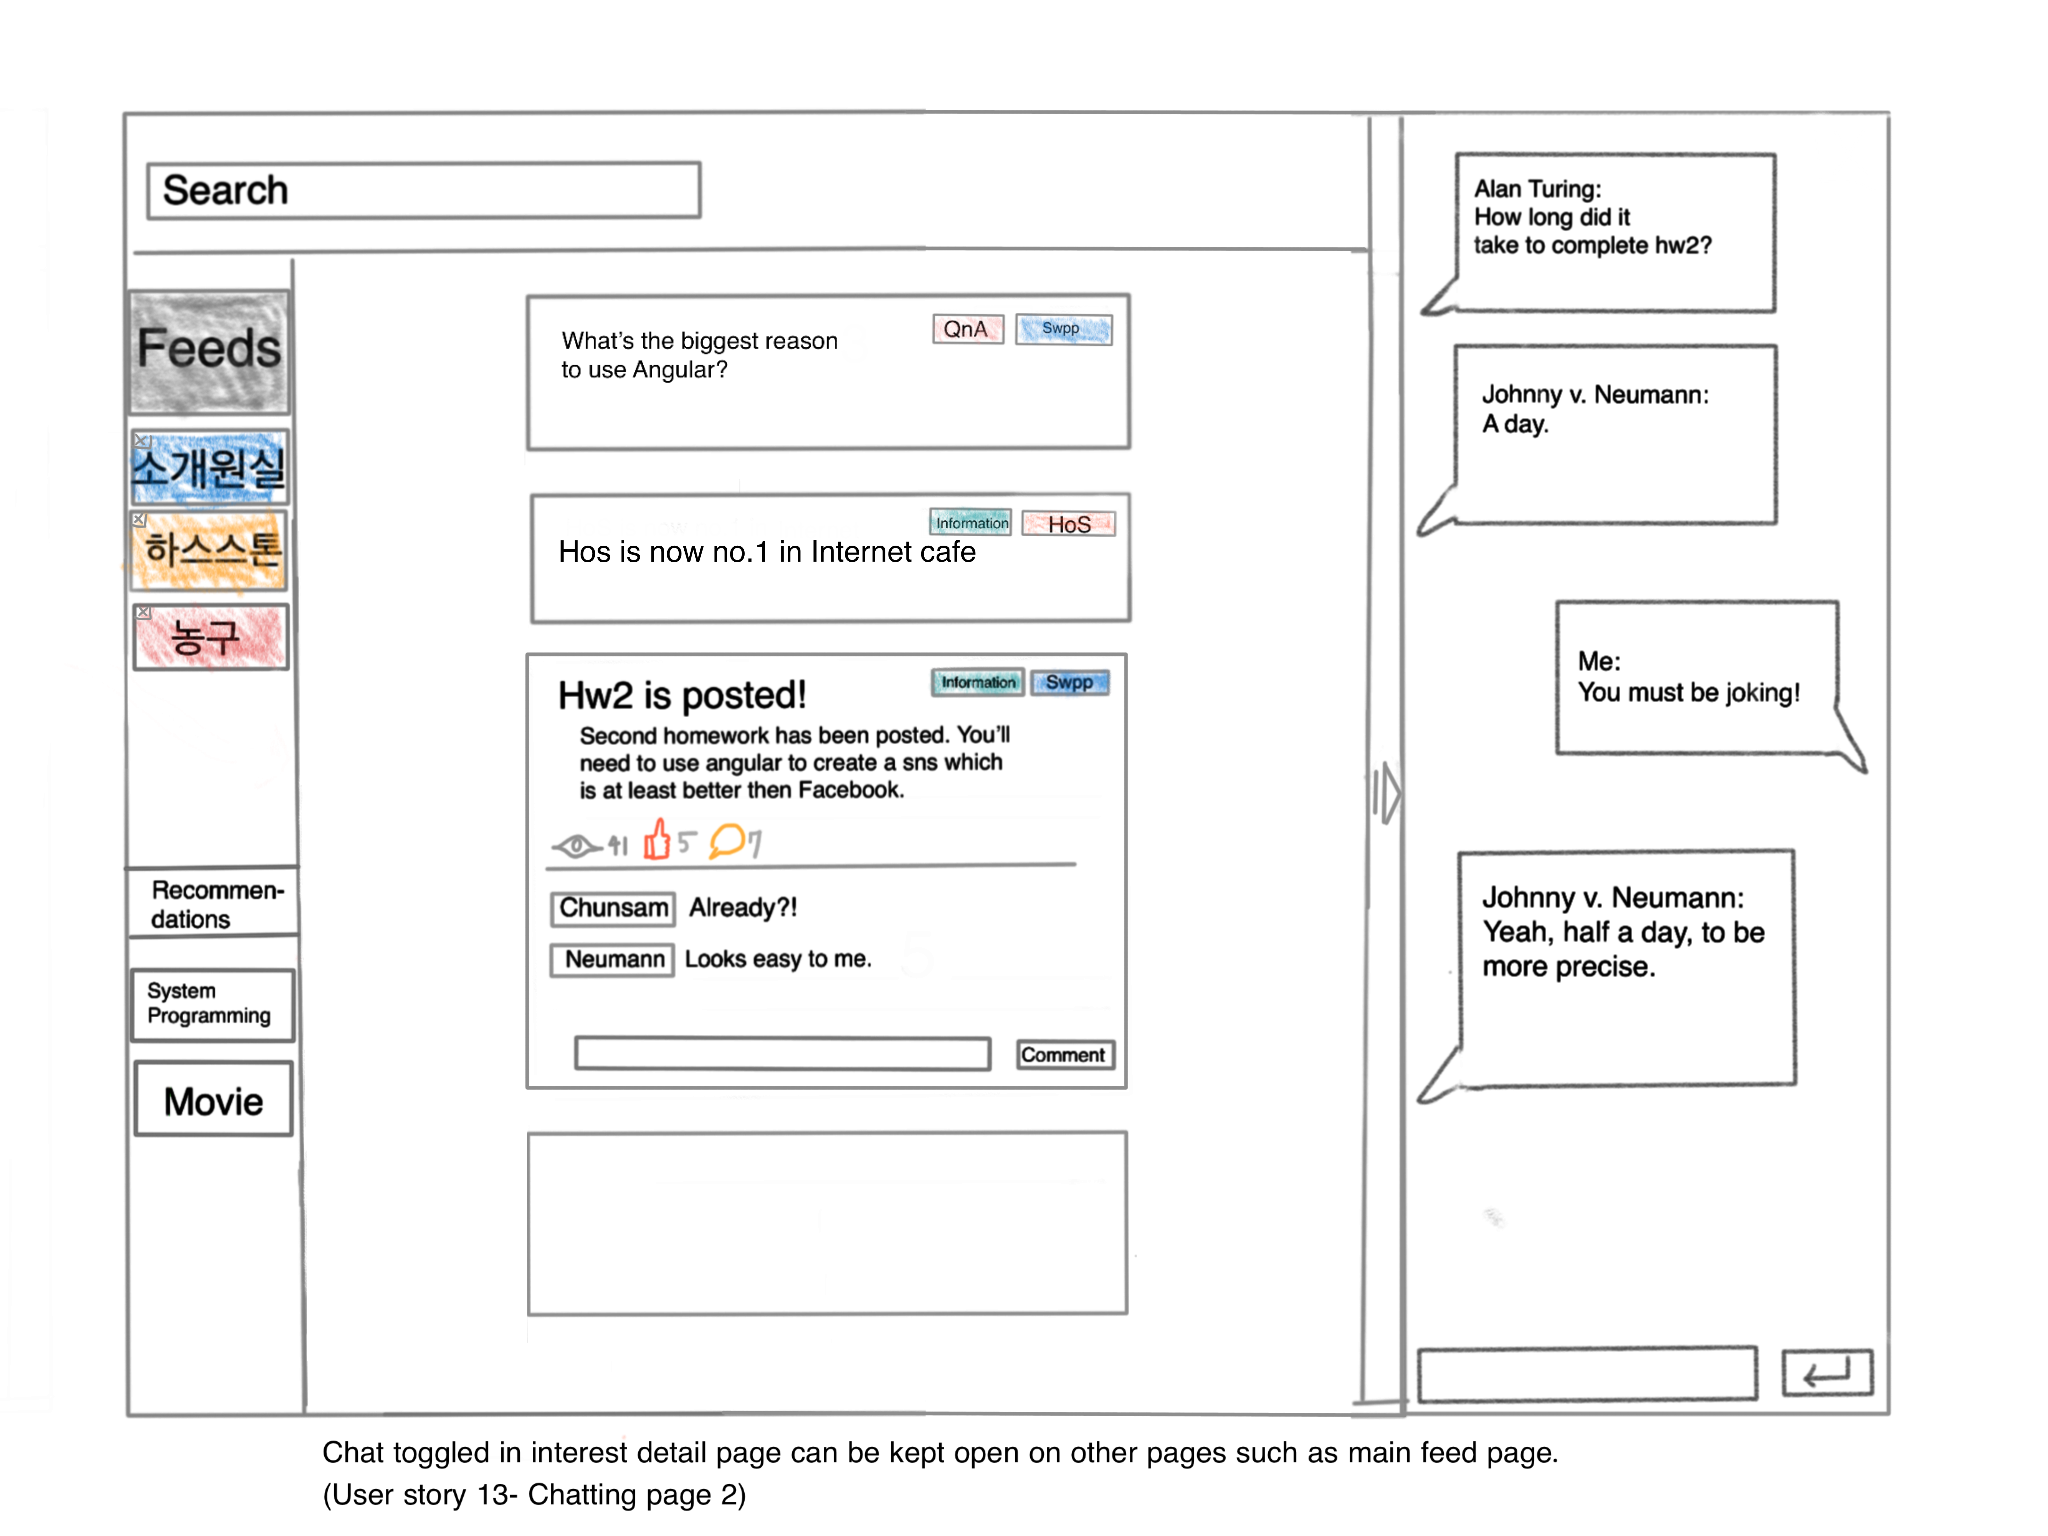 Search
Feeds
소개원실
하스스톤
농구
Recommen-
dations
System
Programming
Movie
What's the biggest reason
to use Angular?
QnA
Swpp
Information
HoS
Hos is now no.1 in Internet cafe
Hw2 is posted!
Information
Swpp
Second homework has been posted. You'll
need to use angular to create a sns which
is at least better then Facebook.
41 5 7
Chunsam Already?!
Neumann Looks easy to me.
Comment
Alan Turing:
How long did it
take to complete hw2?
Johnny v. Neumann:
A day.
Me:
You must be joking!
Johnny v. Neumann:
Yeah, half a day, to be
more precise.
Chat toggled in interest detail page can be kept open on other pages such as main feed page.
(User story 13- Chatting page 2)